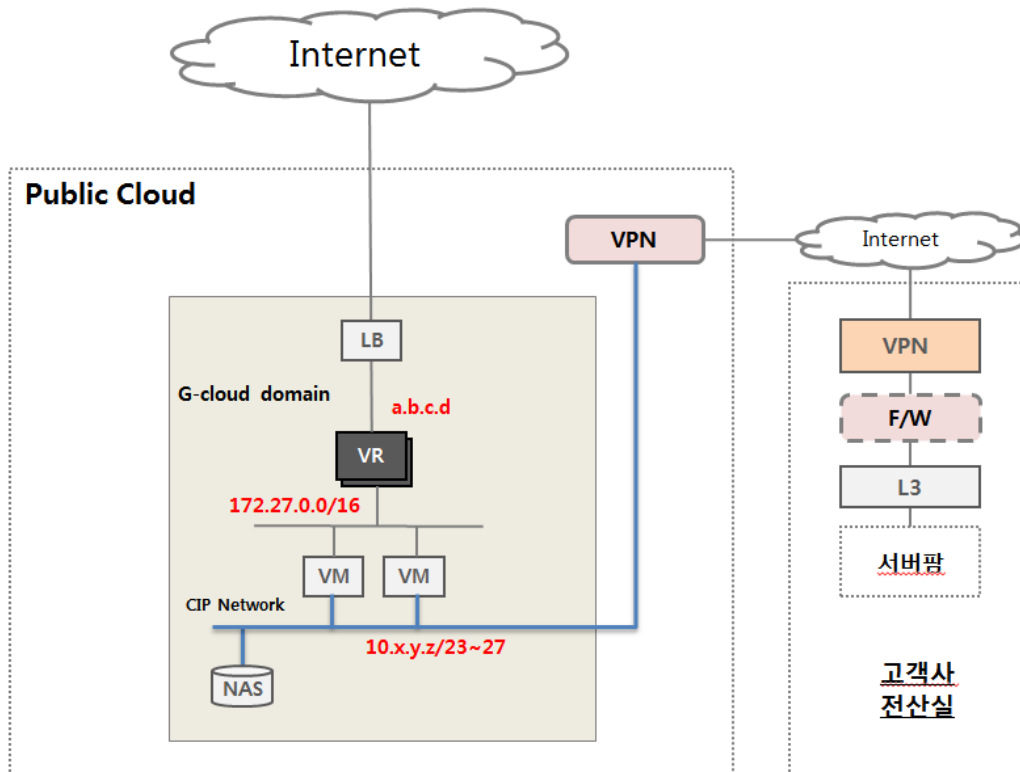 Internet
Public Cloud
VPN
Internet
LB
VPN
G-cloud domain
a.b.c.d
F/W
VR
L3
172.27.0.0/16
서버팜
VM
VM
CIP Network
10.x.y.z/23~27
NAS
고객사
전산실